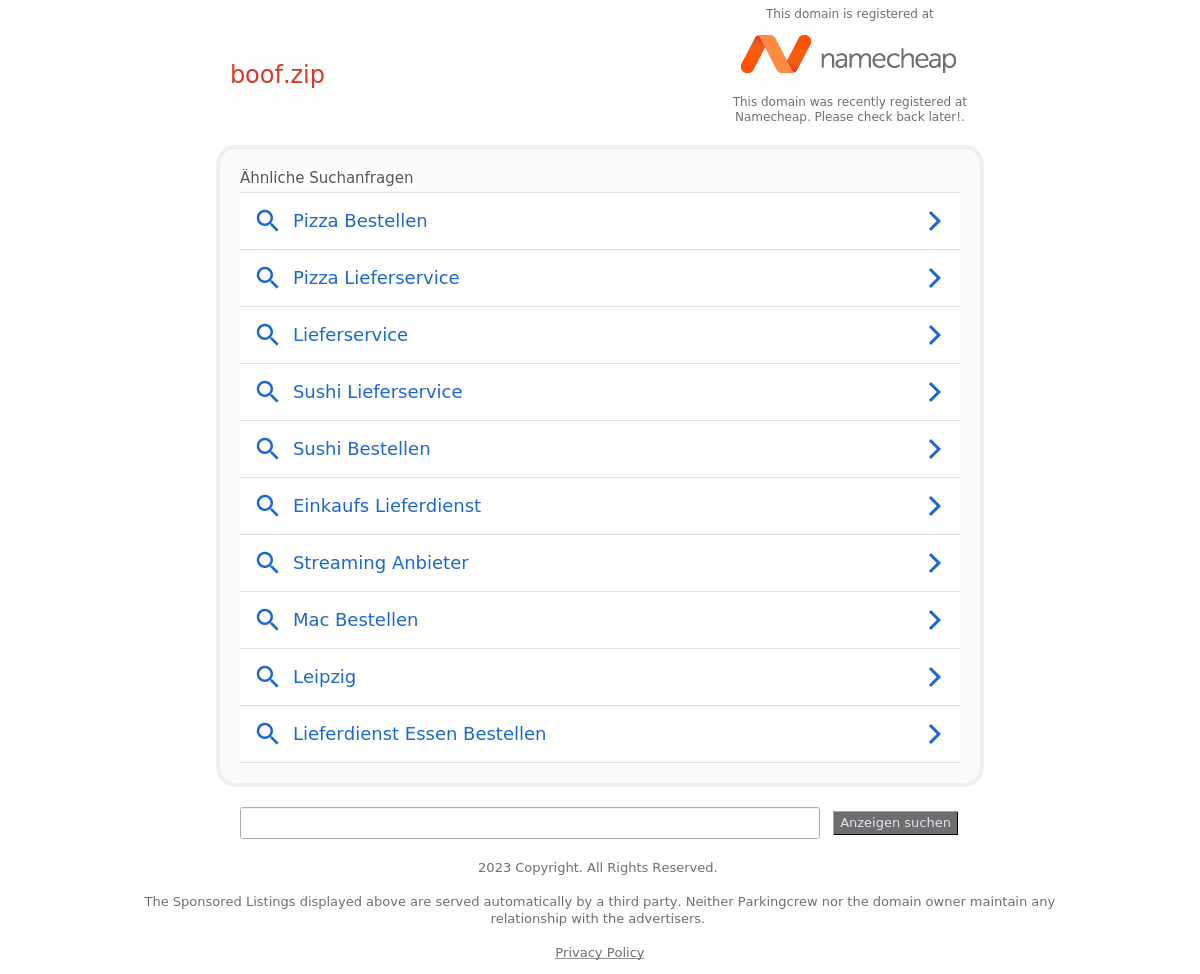 This domain is registered at
namecheap
boof.zip
This domain was recently registered at
Namecheap. Please check back later!.
Ähnliche Suchanfragen
Pizza Bestellen
Pizza Lieferservice
Lieferservice
Sushi Lieferservice
Sushi Bestellen
Einkaufs Lieferdienst
Streaming Anbieter
Mac Bestellen
Leipzig
Lieferdienst Essen Bestellen
Anzeigen suchen
2023 Copyright. All Rights Reserved.
The Sponsored Listings displayed above are served automatically by a third party. Neither Parkingcrew nor the domain owner maintain any
relationship with the advertisers.
Privacy Policy